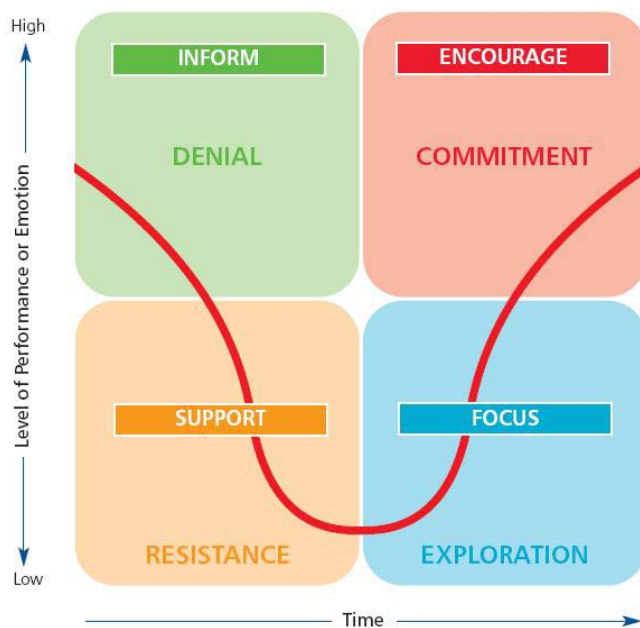 High
INFORM
ENCOURAGE
DENIAL
COMMITMENT
Level of Performance or Emotion
SUPPORT
FOCUS
RESISTANCE
EXPLORATION
Low
Time